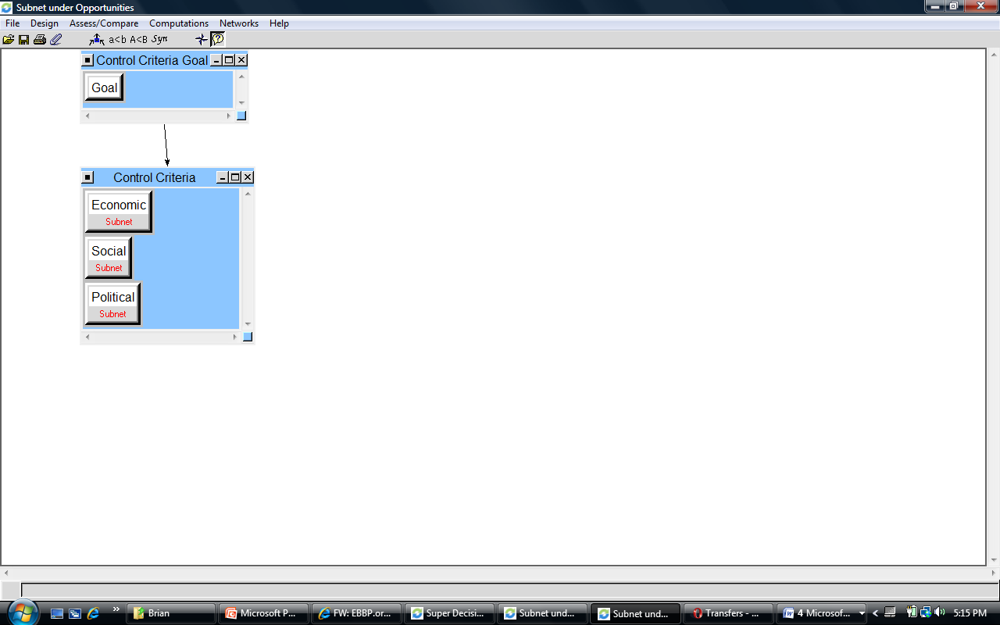 Subnet under Opportunities
File Design Assess/Compare Computations Networks Help
a<b A<B Syn
Control Criteria Goal
Goal
Control Criteria
Economic
Subnet
Social
Subnet
Political
Subnet
Brian Microsoft P... FW: EBBP.or... Super Decisi... Subnet und... Subnet und... Transfers - ... 4 Microsof... 5:15 PM